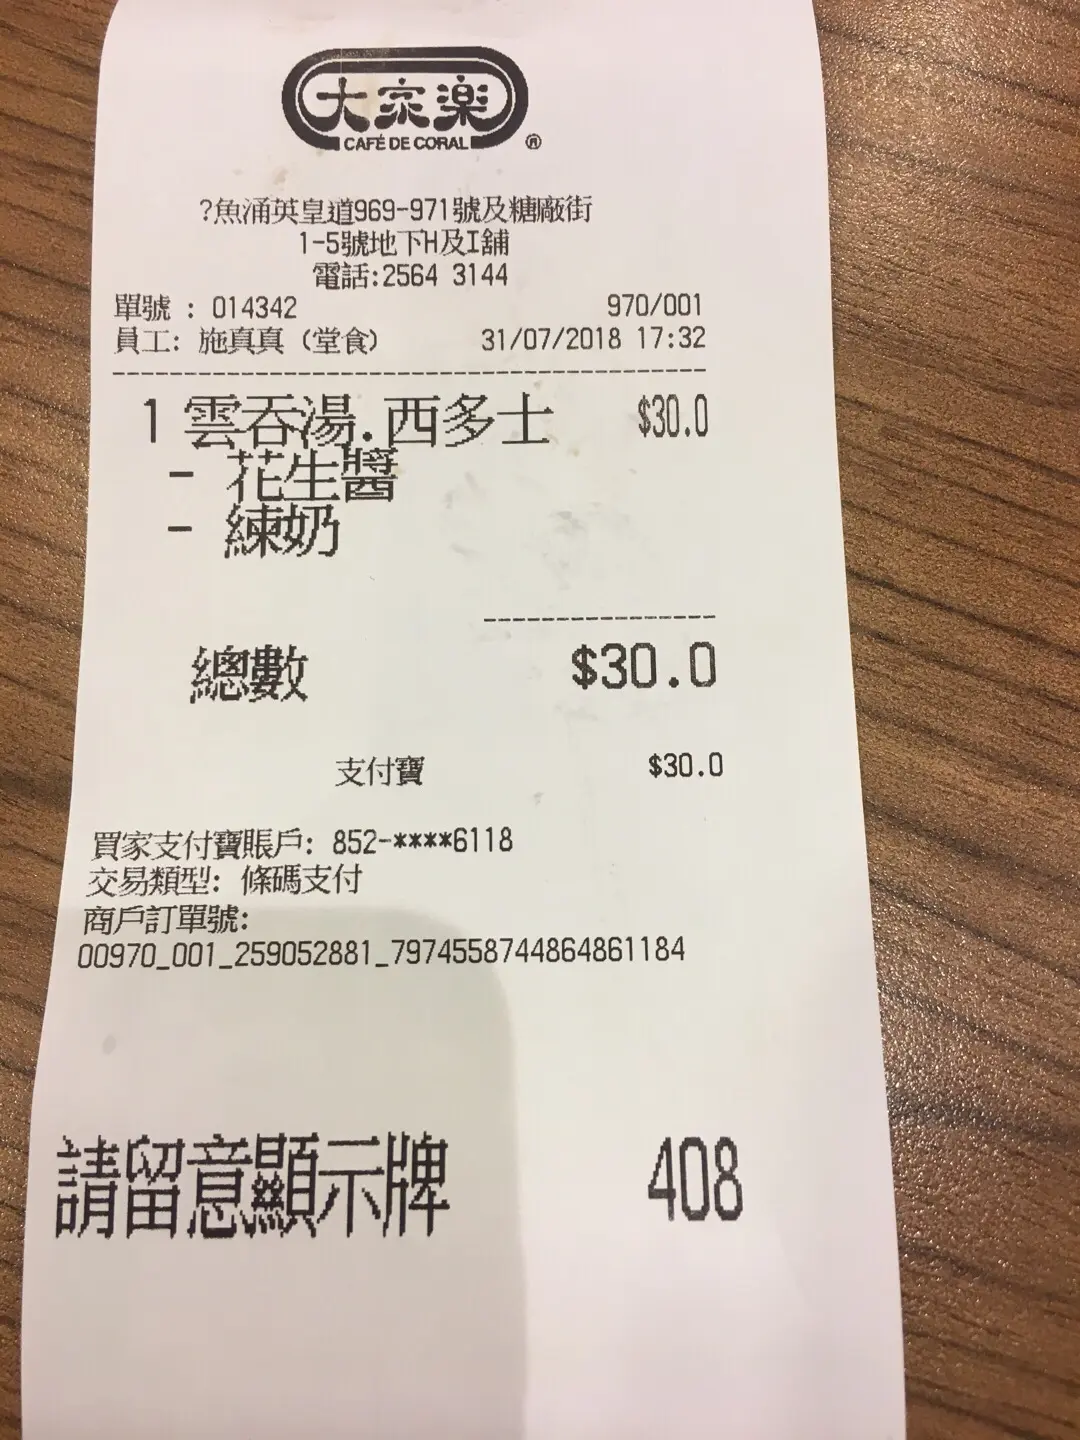 大家楽
CAFÉ DE CORAL ®
?魚涌英皇道969-971號及糖廠街
1-5號地下H及I舖
電話:2564 3144
單號 : 014342 970/001
員工: 施真真 (堂食) 31/07/2018 17:32
1 雲吞湯.西多士 $30.0
- 花生醬
- 練奶
總數 $30.0
支付寶 $30.0
買家支付寶賬戶: 852-****6118
交易類型: 條碼支付
商戶訂單號:
00970_001_259052881_7974558744864861184
請留意顯示牌 408